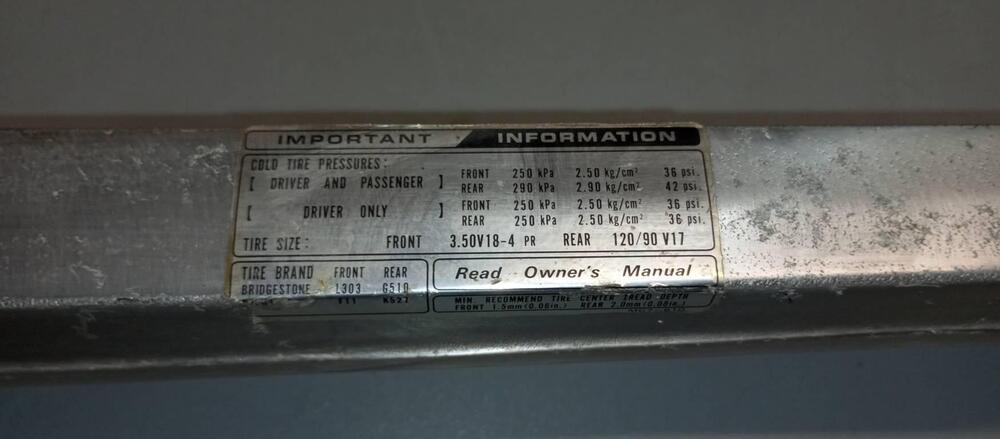 IMPORTANT INFORMATION
COLD TIRE PRESSURES:
[ DRIVER AND PASSENGER ] FRONT 250 kPa 2.50 kg/cm² 36 psi.
REAR 290 kPa 2.90 kg/cm² 42 psi.
[ DRIVER ONLY ] FRONT 250 kPa 2.50 kg/cm² 36 psi.
REAR 250 kPa 2.50 kg/cm² 36 psi.
TIRE SIZE: FRONT 3.50V18-4 PR REAR 120/90 V17
TIRE BRAND FRONT REAR
BRIDGESTONE L303 G510
F11 K527
Read Owner's Manual
MIN. RECOMMEND TIRE CENTER TREAD DEPTH
FRONT 1.5mm(0.06in.) REAR 2.0mm(0.08in.)